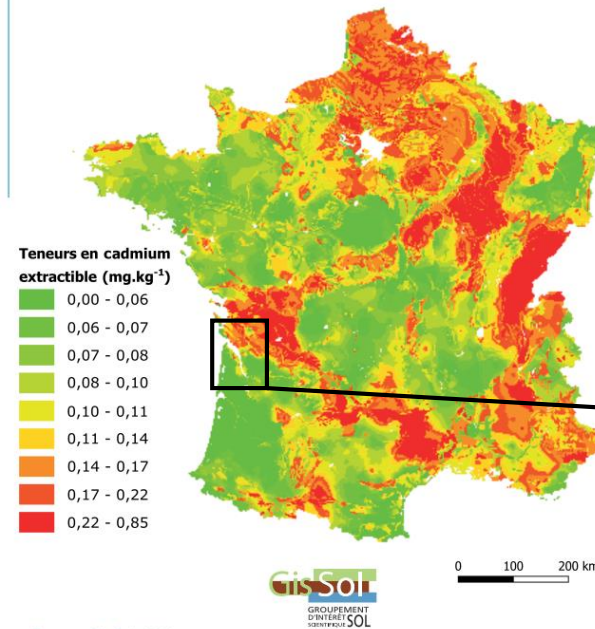 Teneurs en cadmium
extractible (mg.kg⁻¹)
0,00 - 0,06
0,06 - 0,07
0,07 - 0,08
0,08 - 0,10
0,10 - 0,11
0,11 - 0,14
0,14 - 0,17
0,17 - 0,22
0,22 - 0,85
0 100 200 km
GisSol
GROUPEMENT
D'INTÉRÊT
SCIENTIFIQUE SOL